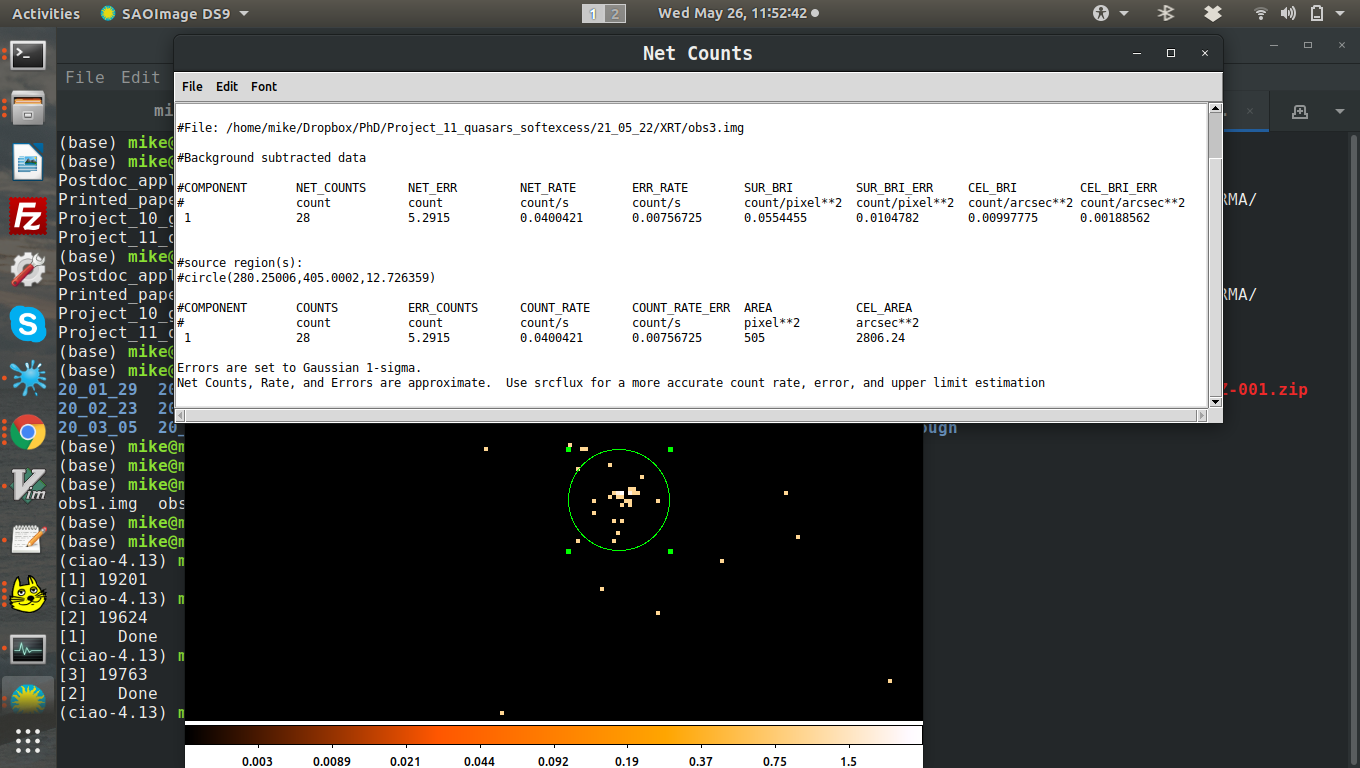 Activities SAOImage DS9 1 2 Wed May 26, 11:52:42
Net Counts
File Edit
File Edit Font
mi
#File: /home/mike/Dropbox/PhD/Project_11_quasars_softexcess/21_05_22/XRT/obs3.img
#Background subtracted data
#COMPONENT NET_COUNTS NET_ERR NET_RATE ERR_RATE SUR_BRI SUR_BRI_ERR CEL_BRI CEL_BRI_ERR
# count count count/s count/s count/pixel**2 count/pixel**2 count/arcsec**2 count/arcsec**2
1 28 5.2915 0.0400421 0.00756725 0.0554455 0.0104782 0.00997775 0.00188562
#source region(s):
#circle(280.25006,405.0002,12.726359)
#COMPONENT COUNTS ERR_COUNTS COUNT_RATE COUNT_RATE_ERR AREA CEL_AREA
# count count count/s count/s pixel**2 arcsec**2
1 28 5.2915 0.0400421 0.00756725 505 2806.24
Errors are set to Gaussian 1-sigma.
Net Counts, Rate, and Errors are approximate. Use srcflux for a more accurate count rate, error, and upper limit estimation
(base) mike@
(base) mike@
Postdoc_appl
Printed_pape RMA/
Project_10_g
Project_11_q
(base) mike@
Postdoc_appl
Printed_pape RMA/
Project_10_g
Project_11_q
(base) mike@
(base) mike@
20_01_29 20 Z-001.zip
20_02_23 20
20_03_05 20_ ough
(base) mike@m
(base) mike@m
(base) mike@m
obs1.img obs
(base) mike@m
(base) mike@m
(ciao-4.13) m
[1] 19201
(ciao-4.13) m
[2] 19624
[1] Done
(ciao-4.13) m
[3] 19763
[2] Done
(ciao-4.13) m
0.003 0.0089 0.021 0.044 0.092 0.19 0.37 0.75 1.5
Fz
S
Vim